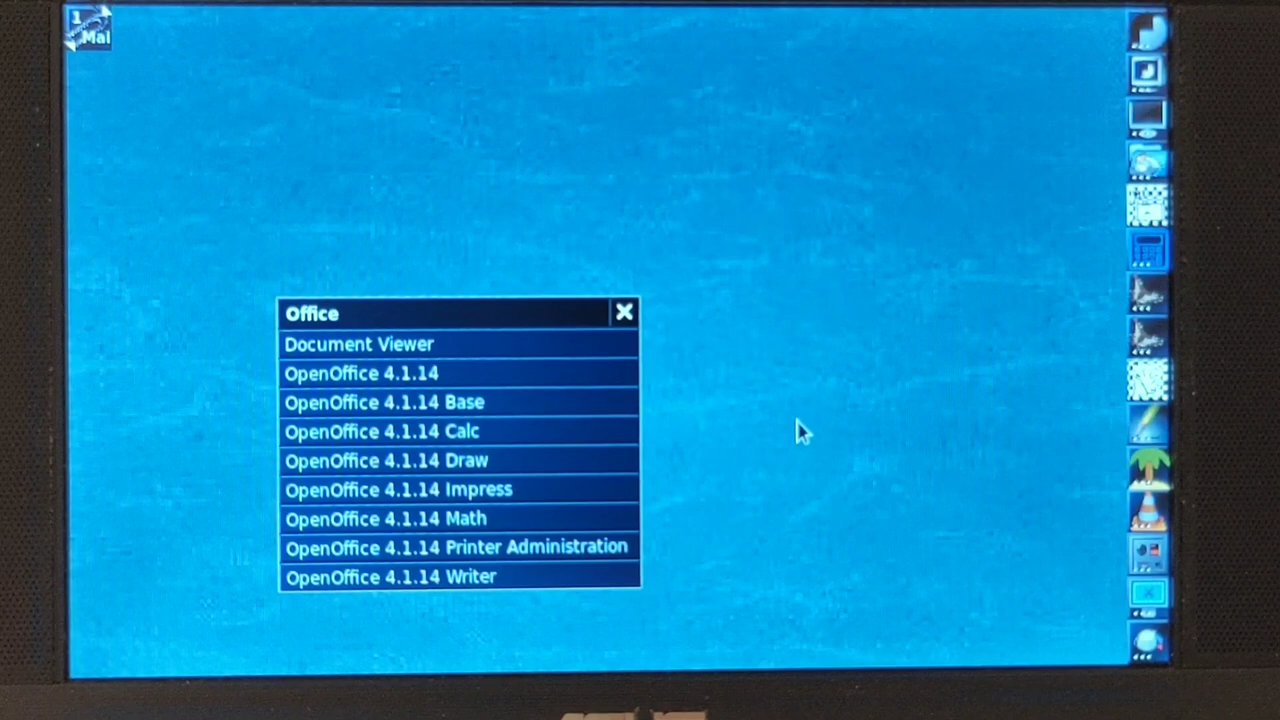 1
Mai
Office
Document Viewer
OpenOffice 4.1.14
OpenOffice 4.1.14 Base
OpenOffice 4.1.14 Calc
OpenOffice 4.1.14 Draw
OpenOffice 4.1.14 Impress
OpenOffice 4.1.14 Math
OpenOffice 4.1.14 Printer Administration
OpenOffice 4.1.14 Writer